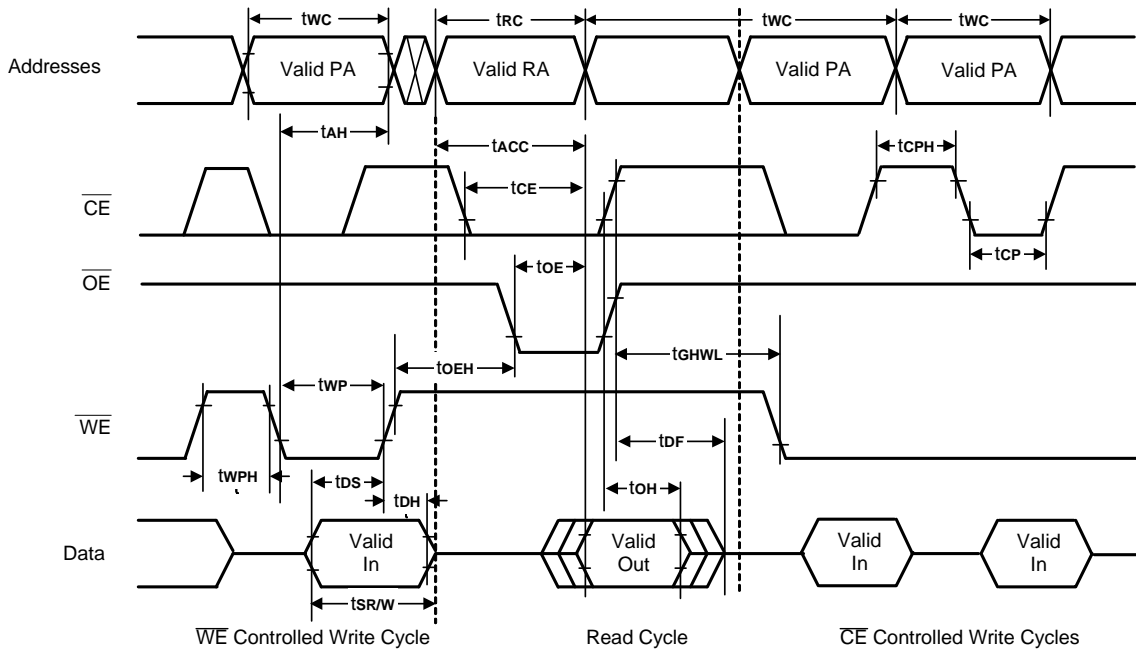 tWC tRC tWC tWC
Addresses Valid PA Valid RA Valid PA Valid PA
tAH tACC tCPH
CE tCE
tOE tCP
OE
tOEH tGHWL
tWP
WE tDF
tWPH tDS tDH tOH
Data Valid In Valid Out Valid In Valid In
tSR/W
WE Controlled Write Cycle Read Cycle CE Controlled Write Cycles